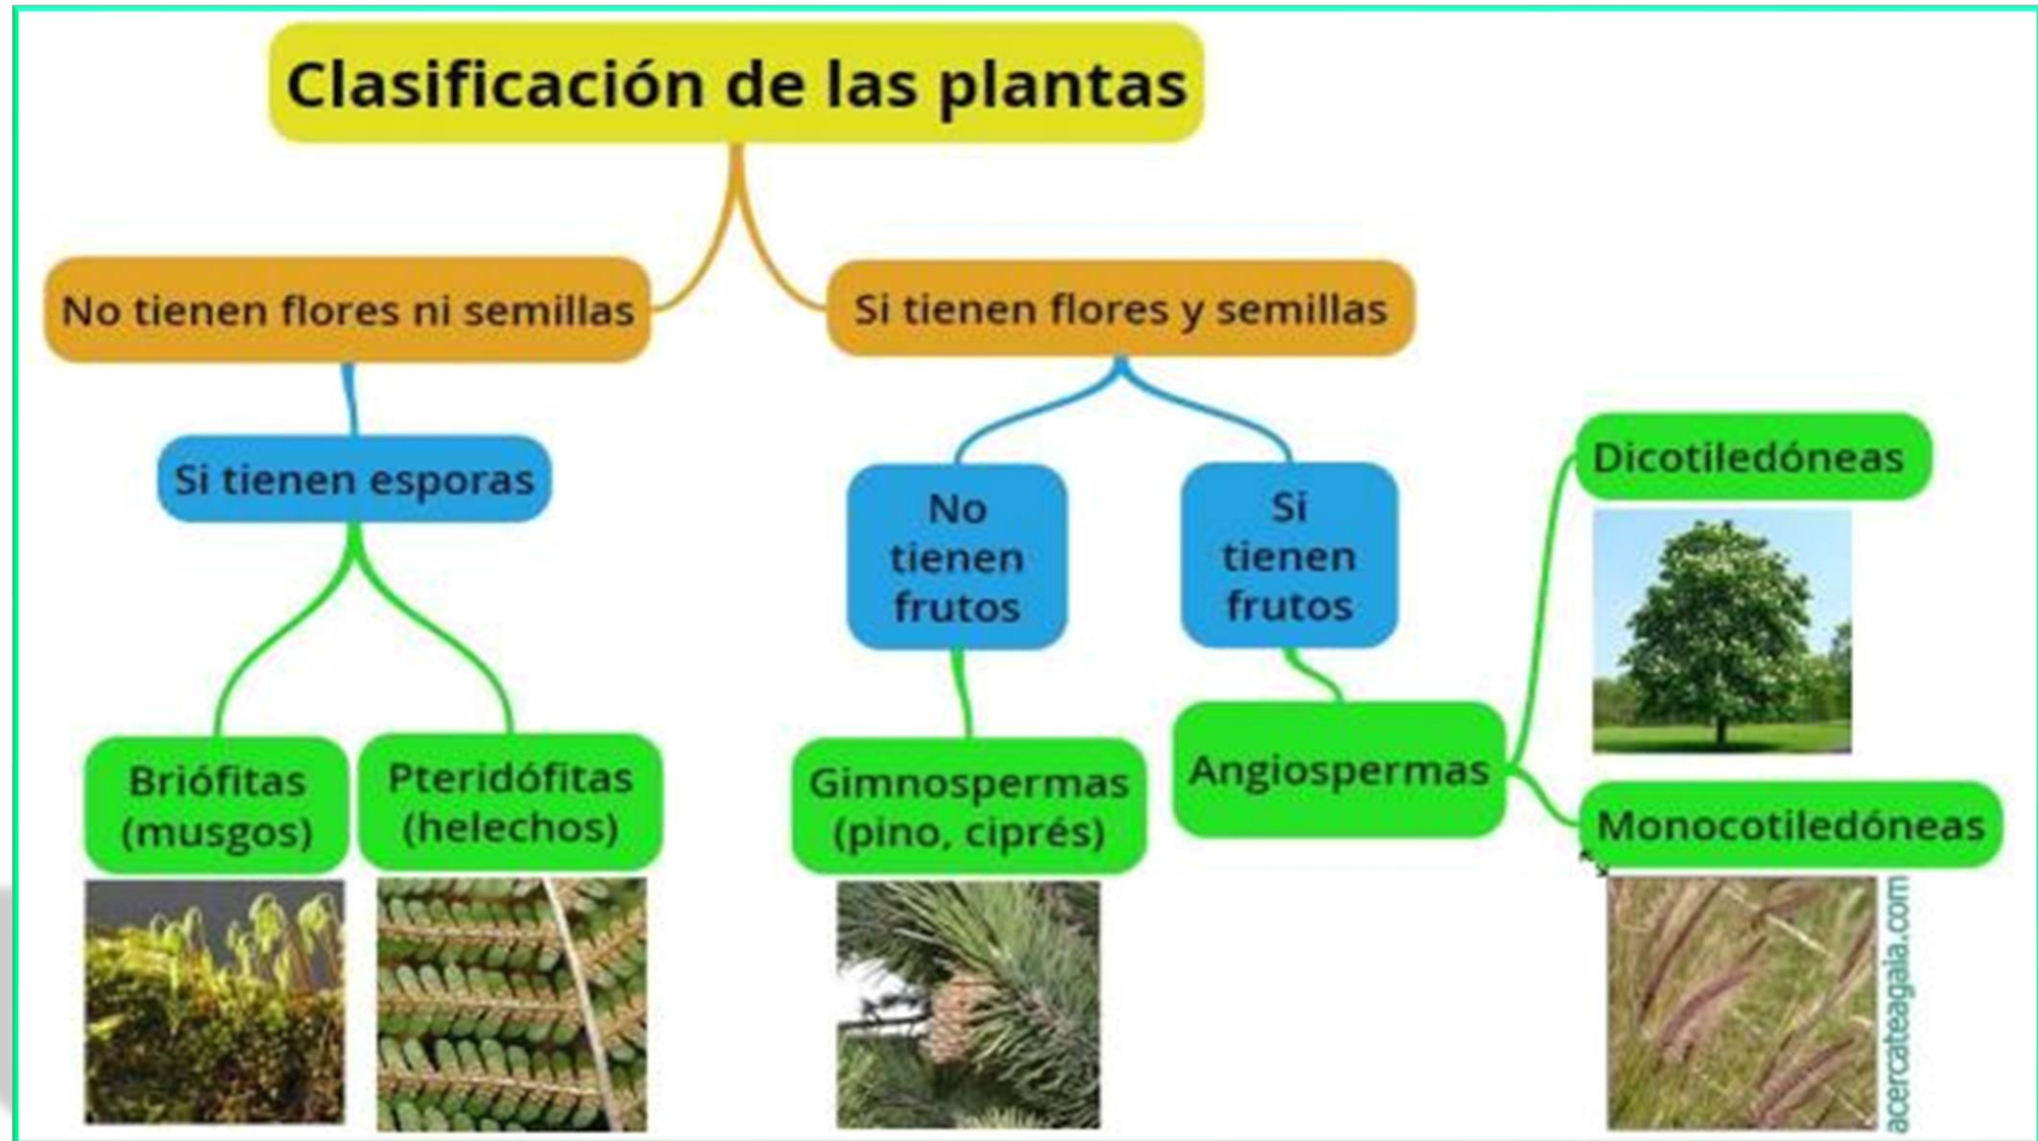 Clasificación de las plantas
No tienen flores ni semillas
Si tienen flores y semillas
Si tienen esporas
No
tienen
frutos
Si
tienen
frutos
Dicotiledóneas
Briófitas
(musgos)
Pteridófitas
(helechos)
Gimnospermas
(pino, ciprés)
Angiospermas
Monocotiledóneas
acercateagaia.com